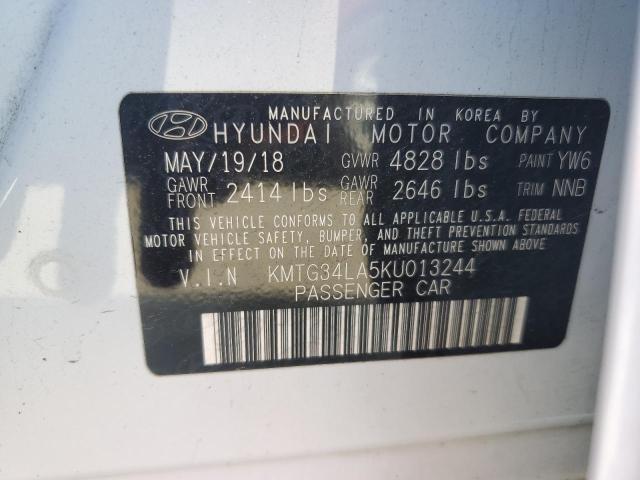 MANUFACTURED IN KOREA BY
HYUNDAI MOTOR COMPANY
MAY/19/18 GVWR 4828 lbs PAINT YW6
GAWR FRONT 2414 lbs GAWR REAR 2646 lbs TRIM NNB
THIS VEHICLE CONFORMS TO ALL APPLICABLE U.S.A. FEDERAL
MOTOR VEHICLE SAFETY, BUMPER, AND THEFT PREVENTION STANDARDS
IN EFFECT ON THE DATE OF MANUFACTURE SHOWN ABOVE.
V.I.N KMTG34LA5KU013244
PASSENGER CAR